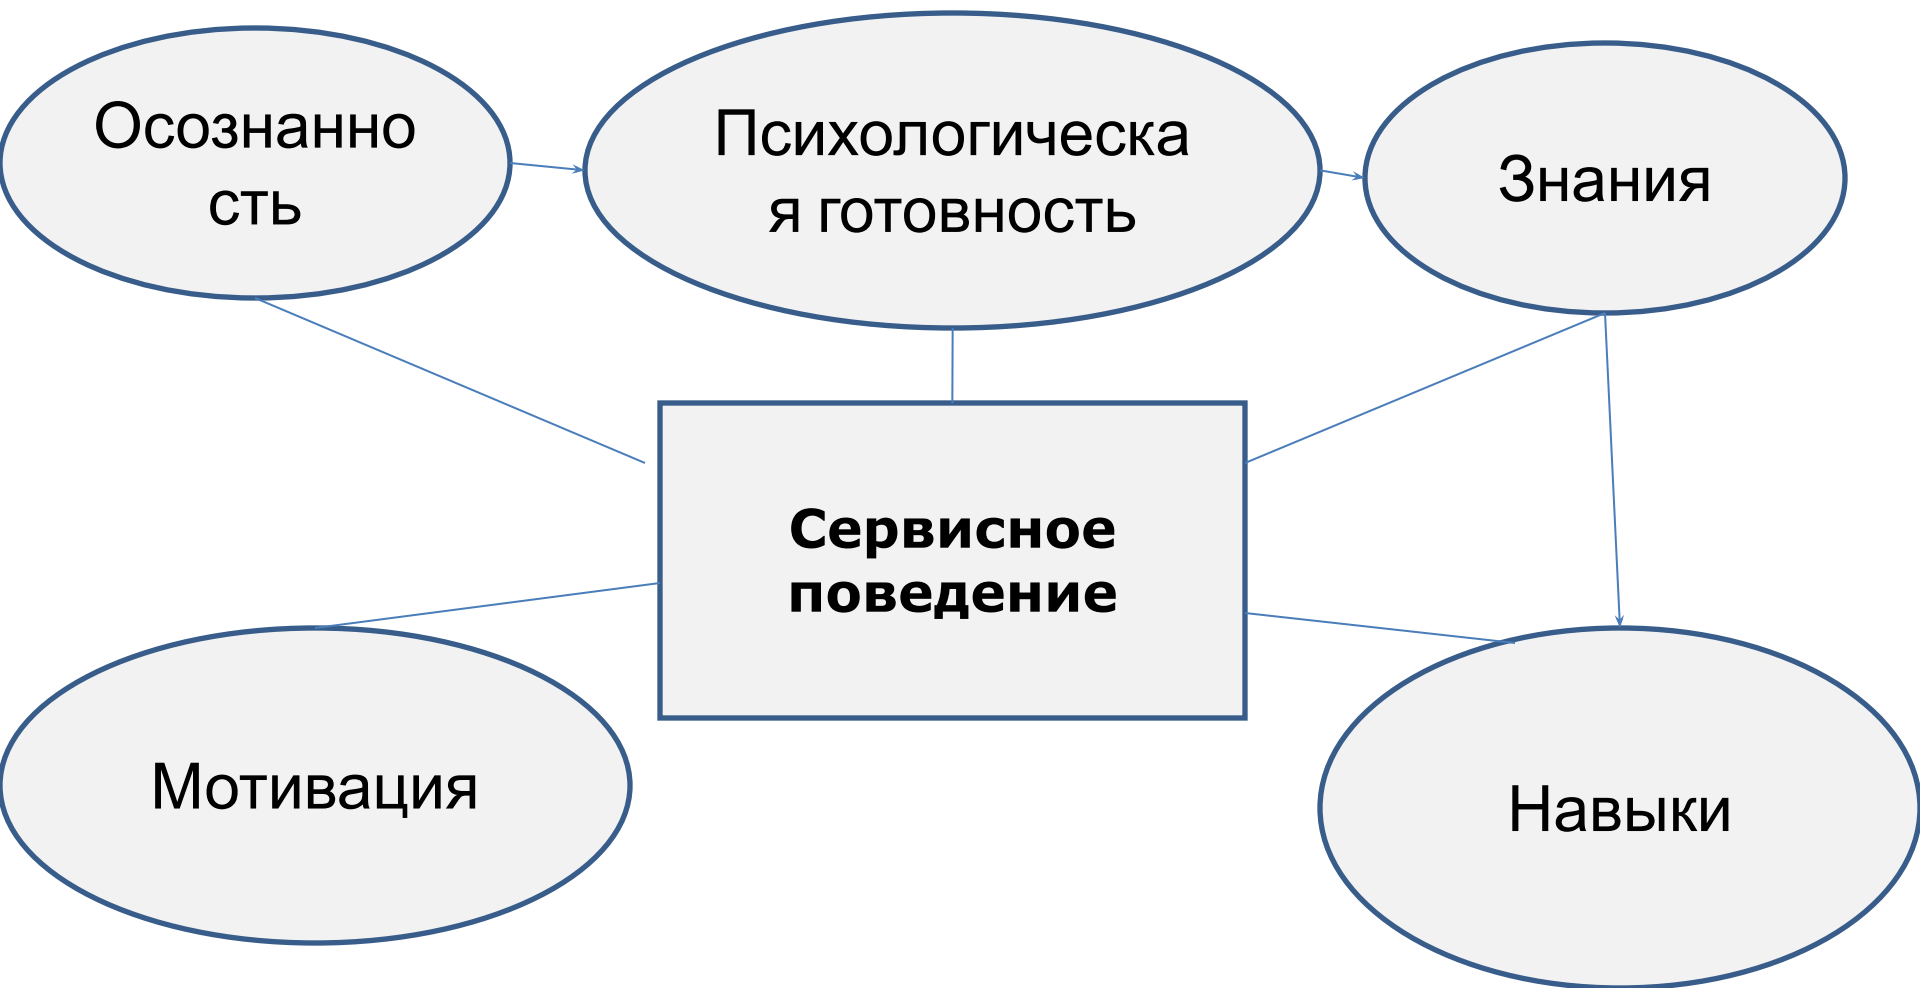 Осознанно
сть
Психологическа
я готовность
Знания
Сервисное
поведение
Мотивация
Навыки